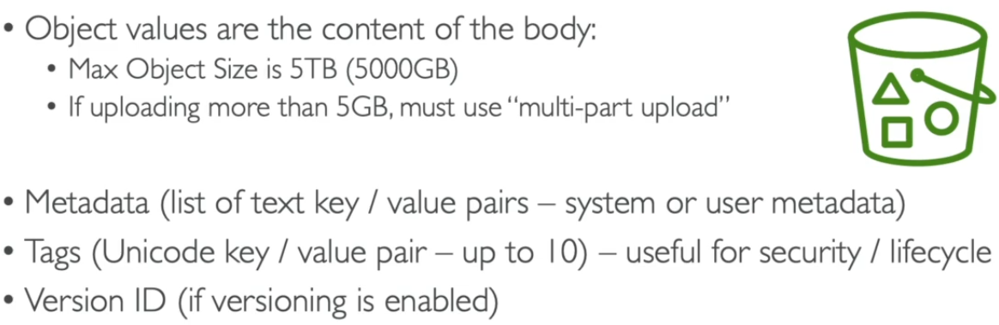 • Object values are the content of the body:
• Max Object Size is 5TB (5000GB)
• If uploading more than 5GB, must use “multi-part upload”
• Metadata (list of text key / value pairs – system or user metadata)
• Tags (Unicode key / value pair – up to 10) – useful for security / lifecycle
• Version ID (if versioning is enabled)